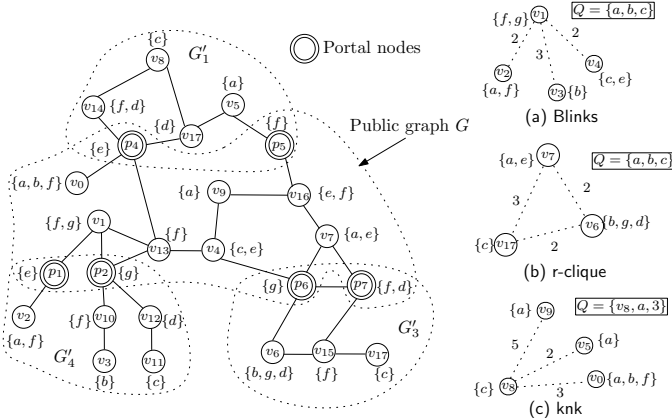 {c}
v8
G′1
Portal nodes
{a}
v14
{f, d}
v5
{d}
v17
{f}
{e}
p4
p5
Public graph G
v0
{a, b, f}
{a}
v9
v16
{e, f}
{f, g}
v1
{f}
v13
v4
{c, e}
v7
{a, e}
{e}
p1
p2
{g}
{g}
p6
p7
{f, d}
v2
{a, f}
{f}
v10
v12
{d}
G′3
G′4
v3
{b}
v11
{c}
v6
{b, g, d}
v15
{f}
v17
{c}
v1
{f, g}
Q = {a, b, c}
2
3
2
v2
{a, f}
v3
{b}
v4
{c, e}
(a) Blinks
v7
{a, e}
Q = {a, b, c}
3
2
v6
{b, g, d}
{c}
v17
2
(b) r-clique
v9
{a}
Q = {v8, a, 3}
5
2
v5
{a}
{c}
v8
3
v0
{a, b, f}
(c) knk